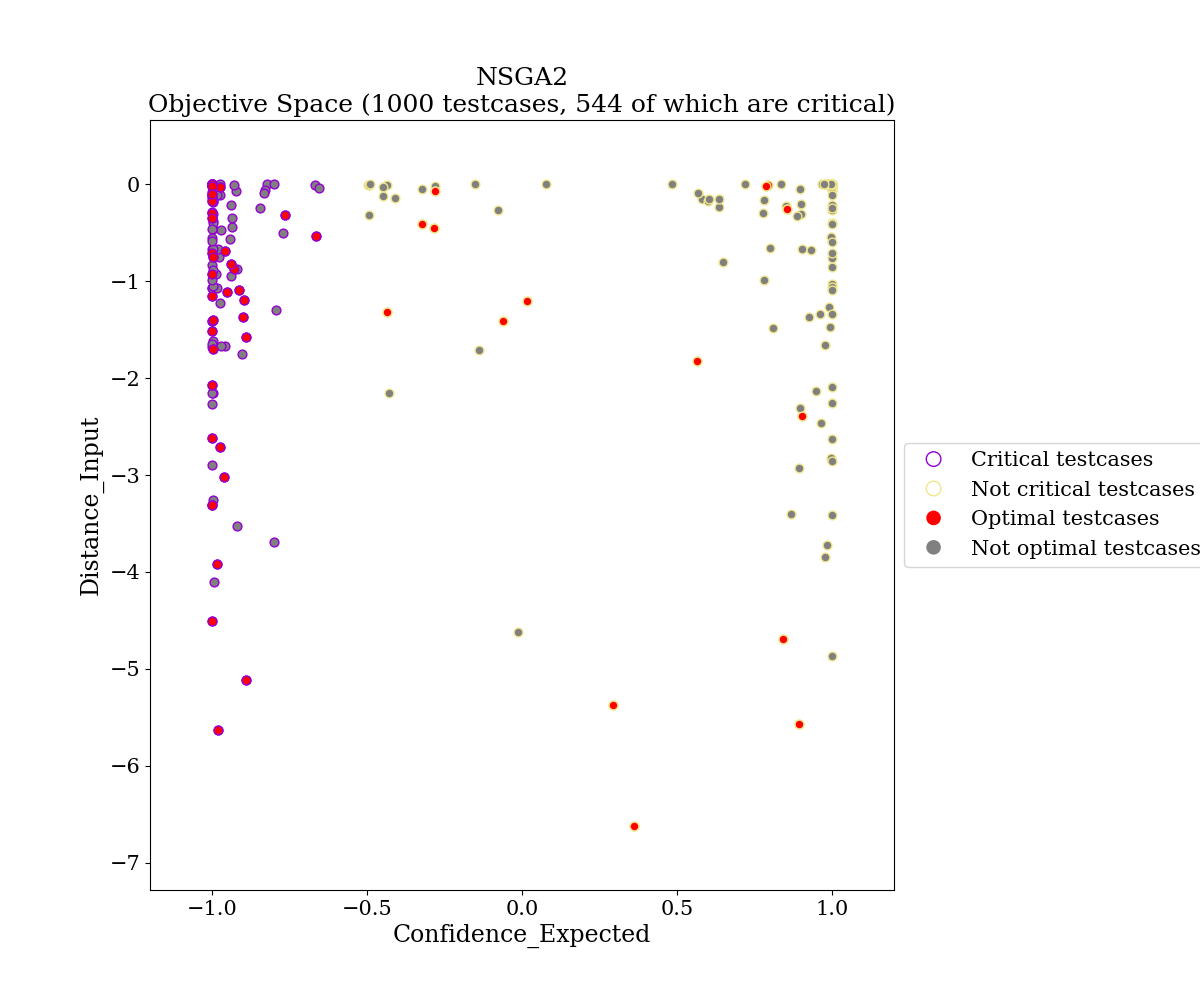 NSGA2
Objective Space (1000 testcases, 544 of which are critical)
0
−1
−2
−3
−4
−5
−6
−7
Distance_Input
−1.0
−0.5
0.0
0.5
1.0
Confidence_Expected
Critical testcases
Not critical testcases
Optimal testcases
Not optimal testcases